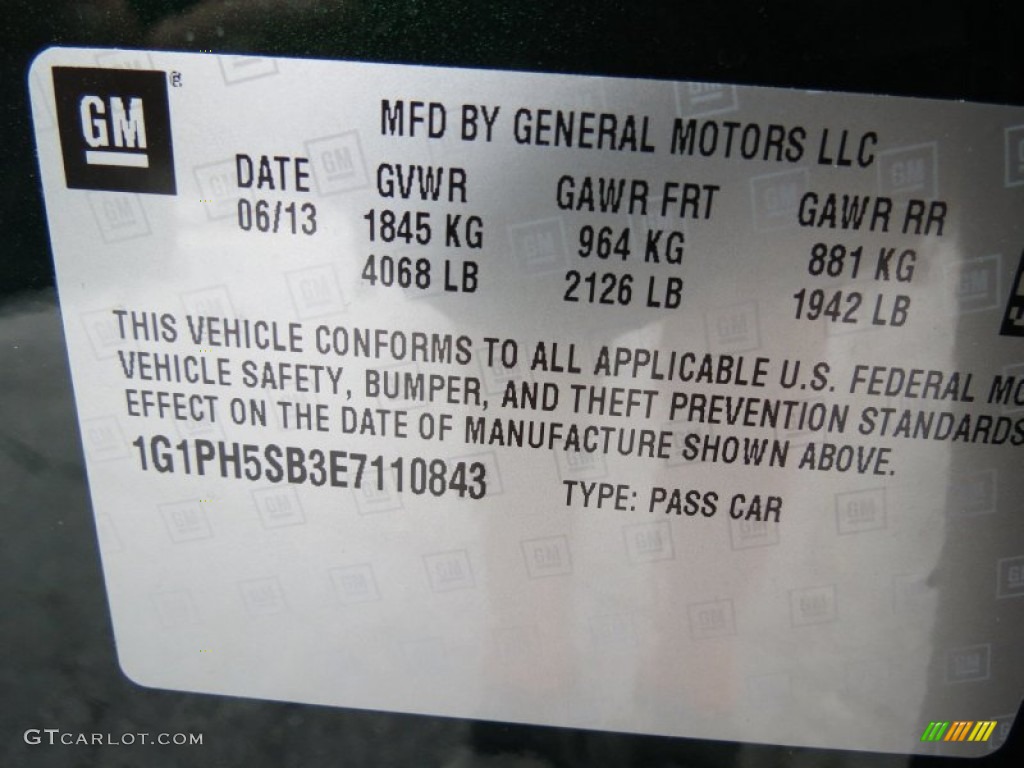 GM
MFD BY GENERAL MOTORS LLC
DATE GVWR GAWR FRT GAWR RR
06/13 1845 KG 964 KG 881 KG
4068 LB 2126 LB 1942 LB
THIS VEHICLE CONFORMS TO ALL APPLICABLE U.S. FEDERAL MO
VEHICLE SAFETY, BUMPER, AND THEFT PREVENTION STANDARDS
EFFECT ON THE DATE OF MANUFACTURE SHOWN ABOVE.
1G1PH5SB3E7110843 TYPE: PASS CAR
GTCARLOT.COM